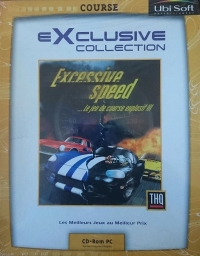 COURSE
Ubi Soft
eXclusive
COLLECTION
Excessive
speed
...Le jeu de course explosif !!!
THQ
Les Meilleurs Jeux au Meilleur Prix
CD-Rom PC